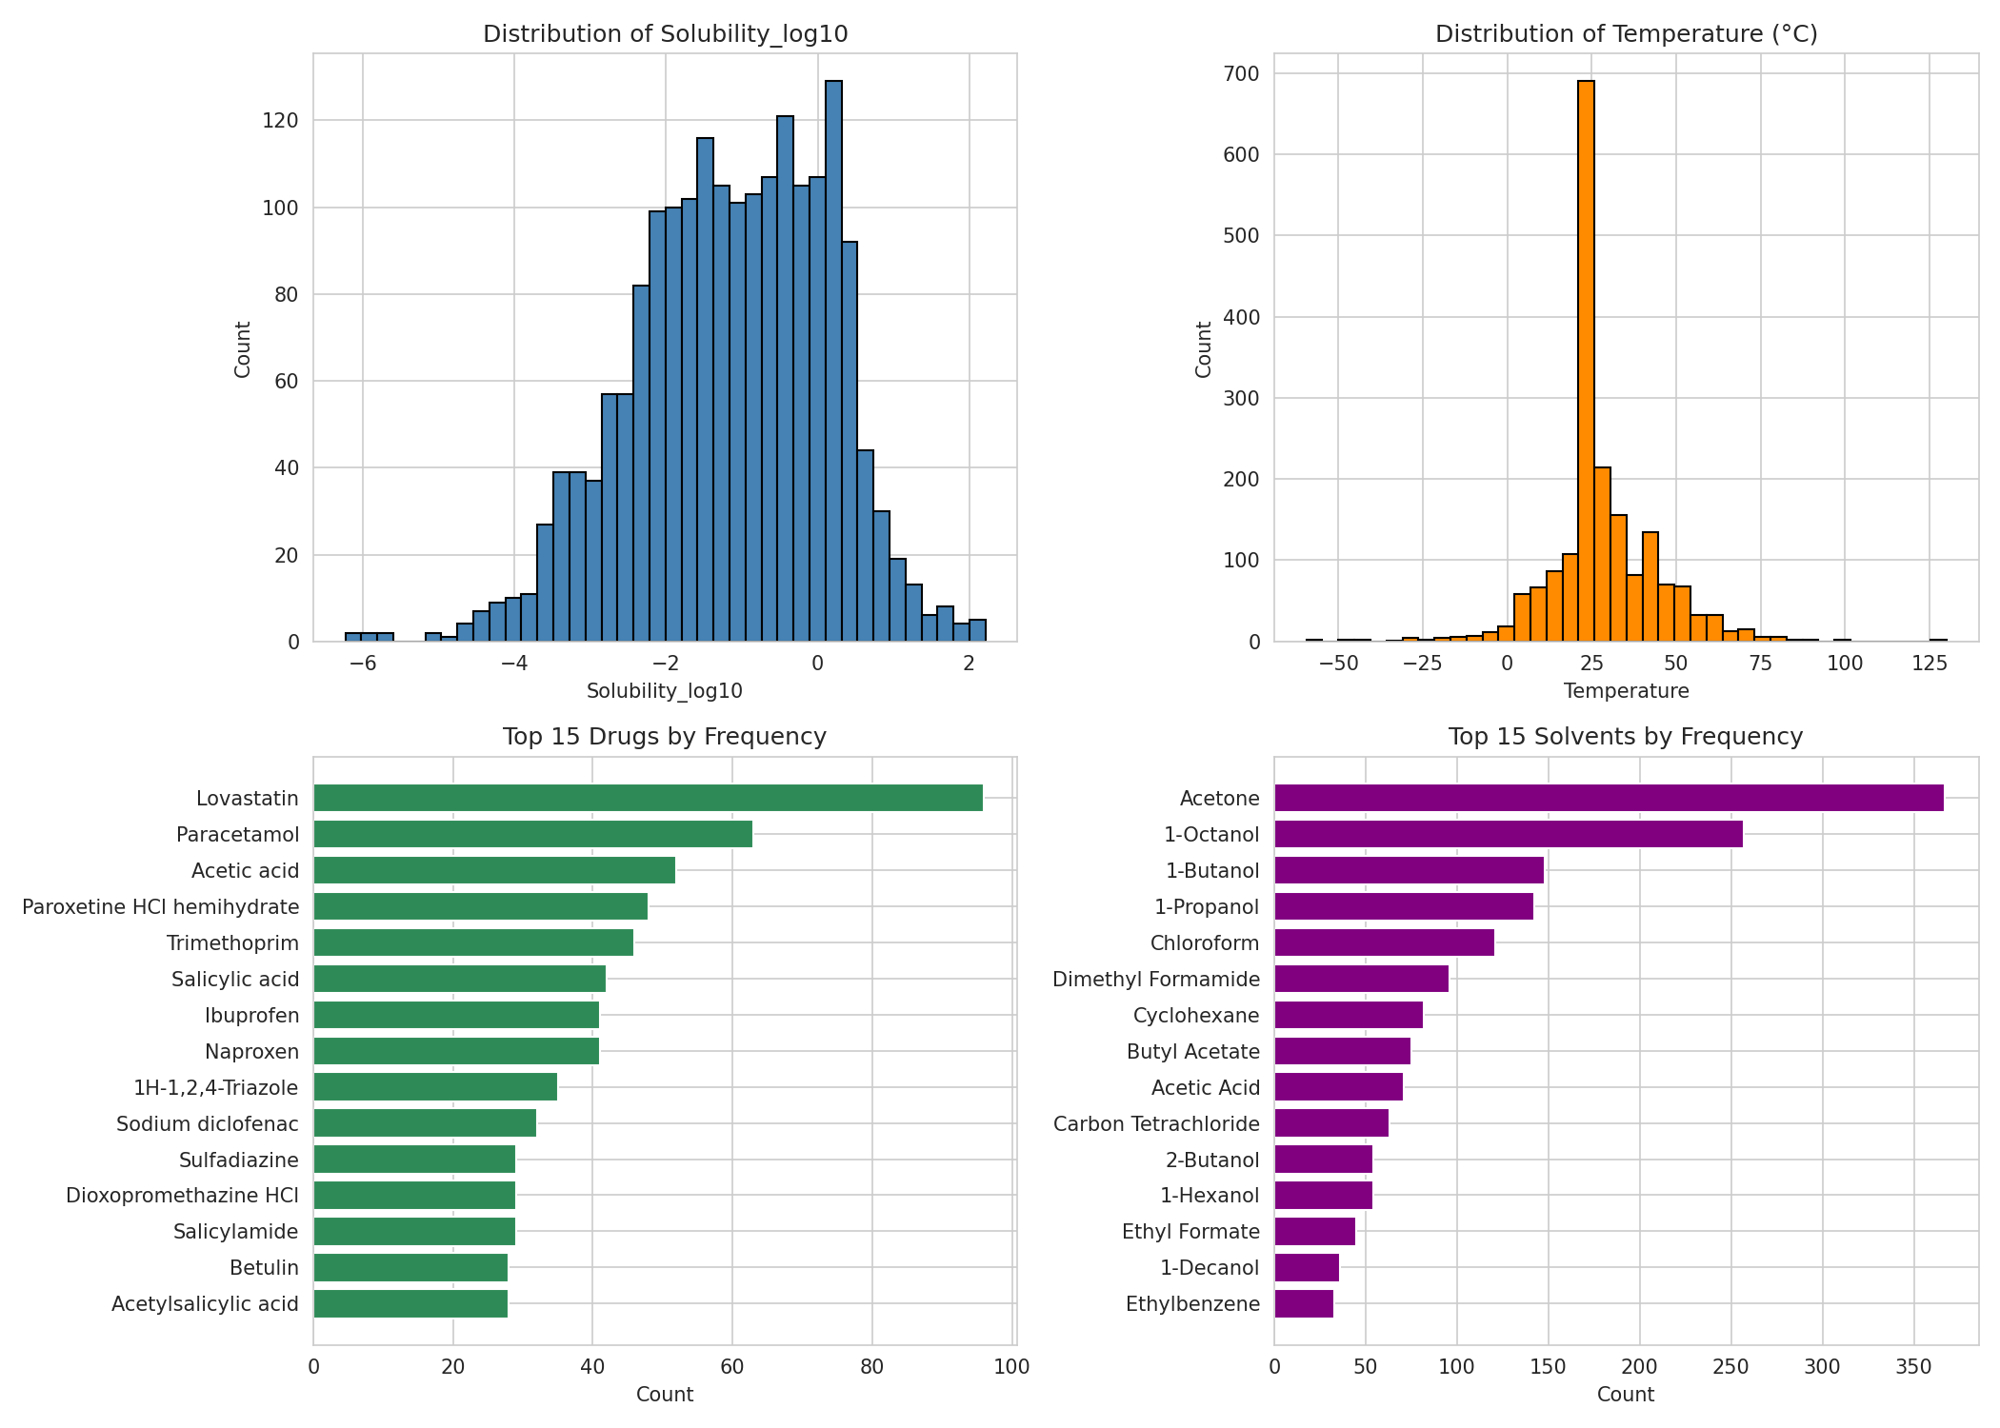 Distribution of Solubility_log10
Count
120
100
80
60
40
20
0
−6
−4
−2
0
2
Solubility_log10
Distribution of Temperature (°C)
Count
700
600
500
400
300
200
100
0
−50
−25
0
25
50
75
100
125
Temperature
Top 15 Drugs by Frequency
Lovastatin
Paracetamol
Acetic acid
Paroxetine HCl hemihydrate
Trimethoprim
Salicylic acid
Ibuprofen
Naproxen
1H-1,2,4-Triazole
Sodium diclofenac
Sulfadiazine
Dioxopromethazine HCl
Salicylamide
Betulin
Acetylsalicylic acid
0
20
40
60
80
100
Count
Top 15 Solvents by Frequency
Acetone
1-Octanol
1-Butanol
1-Propanol
Chloroform
Dimethyl Formamide
Cyclohexane
Butyl Acetate
Acetic Acid
Carbon Tetrachloride
2-Butanol
1-Hexanol
Ethyl Formate
1-Decanol
Ethylbenzene
0
50
100
150
200
250
300
350
Count